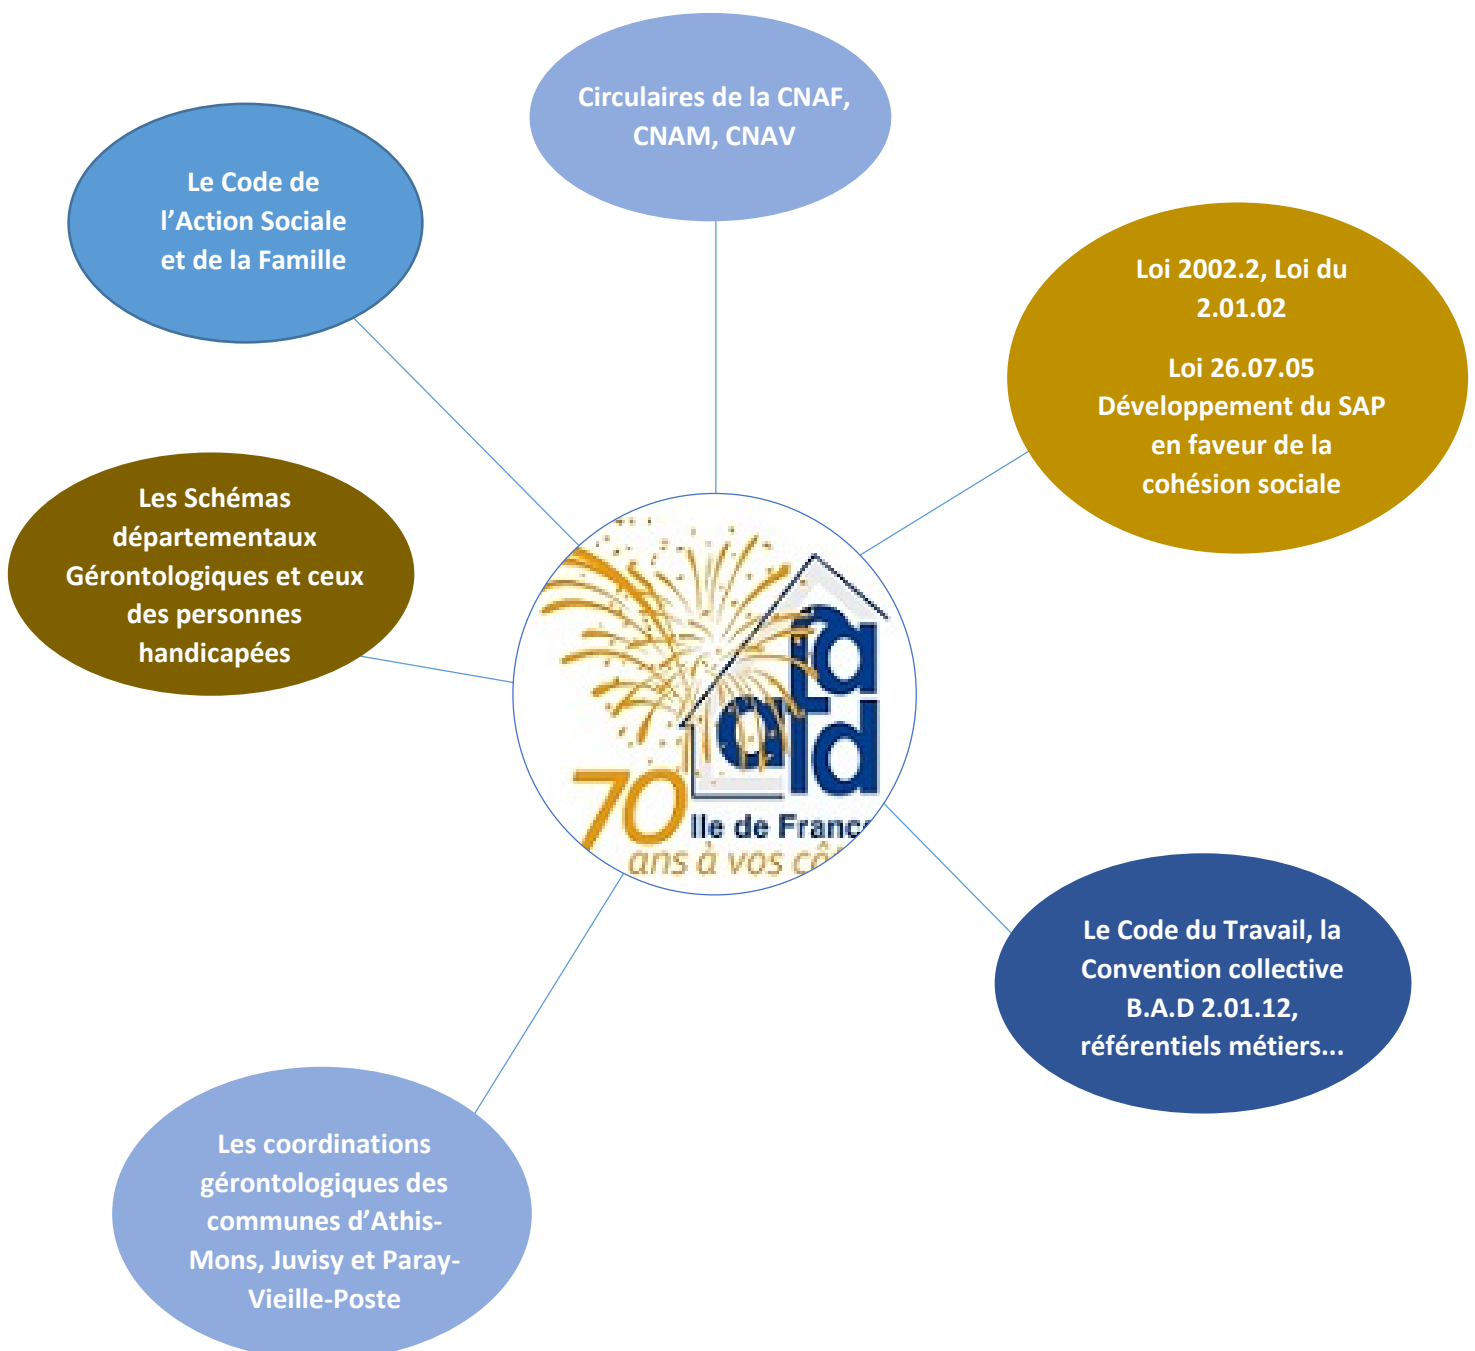 Circulaires de la CNAF,
CNAM, CNAV
Le Code de
l’Action Sociale
et de la Famille
Loi 2002.2, Loi du
2.01.02
Loi 26.07.05
Développement du SAP
en faveur de la
cohésion sociale
Les Schémas
départementaux
Gérontologiques et ceux
des personnes
handicapées
70
Ile de Franc
ans à vos cô
Le Code du Travail, la
Convention collective
B.A.D 2.01.12,
référentiels métiers...
Les coordinations
gérontologiques des
communes d’Athis-
Mons, Juvisy et Paray-
Vieille-Poste